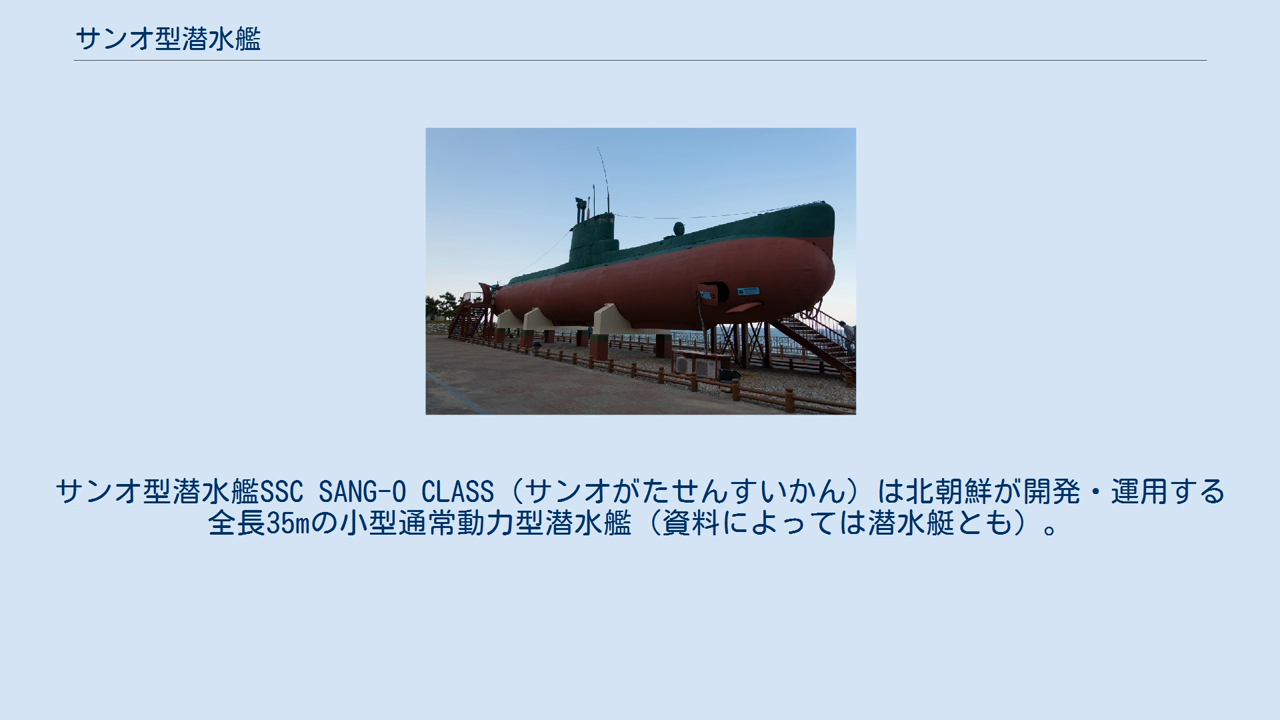 サンオ型潜水艦
サンオ型潜水艦SSC SANG-O CLASS（サンオがたせんすいかん）は北朝鮮が開発・運用する
全長35mの小型通常動力型潜水艦（資料によっては潜水艇とも）。